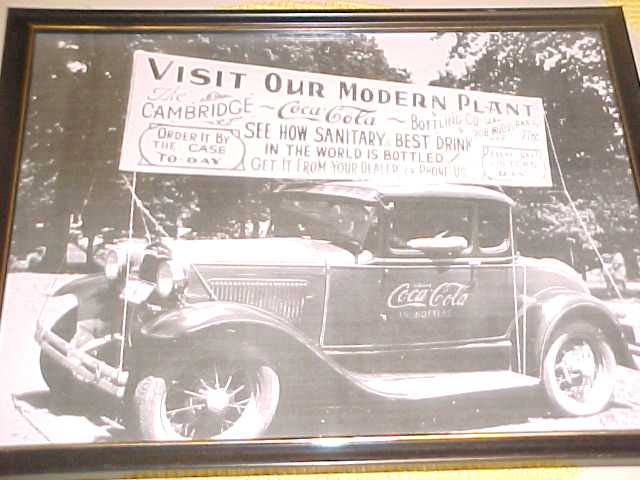 VISIT OUR MODERN PLANT
The CAMBRIDGE ~ Coca-Cola ~ BOTTLING CO.
ORDER IT BY
THE CASE
TO-DAY
SEE HOW SANITARY BEST DRINK
IN THE WORLD IS BOTTLED
GET IT FROM YOUR DEALER OR PHONE US
Coca-Cola
IN BOTTLES